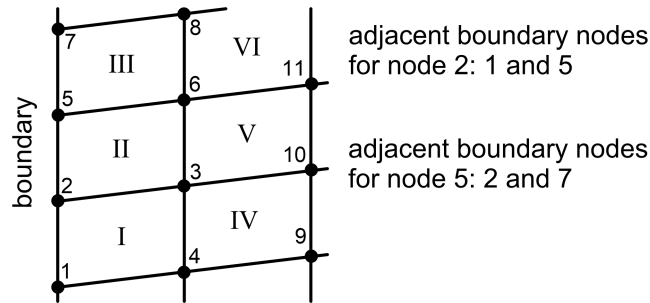 7
8
VI
III
11
5
6
V
II
10
2
3
IV
I
9
1
4
boundary
adjacent boundary nodes
for node 2: 1 and 5
adjacent boundary nodes
for node 5: 2 and 7